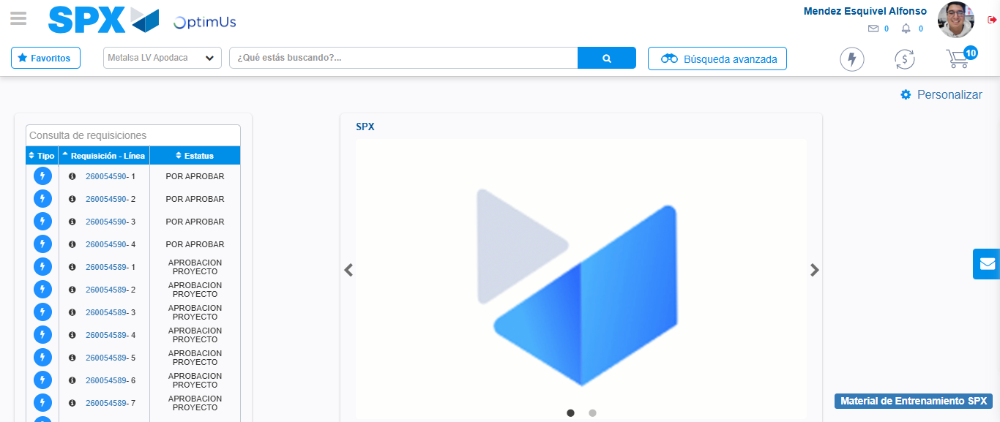 SPX
OptimUs
Mendez Esquivel Alfonso
0
0
Favoritos
Metalsa LV Apodaca
¿Qué estás buscando?...
Búsqueda avanzada
10
Personalizar
Consulta de requisiciones
Tipo
Requisición - Línea
Estatus
260054590- 1
POR APROBAR
260054590- 2
POR APROBAR
260054590- 3
POR APROBAR
260054590- 4
POR APROBAR
260054589- 1
APROBACION
PROYECTO
260054589- 2
APROBACION
PROYECTO
260054589- 3
APROBACION
PROYECTO
260054589- 4
APROBACION
PROYECTO
260054589- 5
APROBACION
PROYECTO
260054589- 6
APROBACION
PROYECTO
260054589- 7
APROBACION
PROYECTO
SPX
Material de Entrenamiento SPX